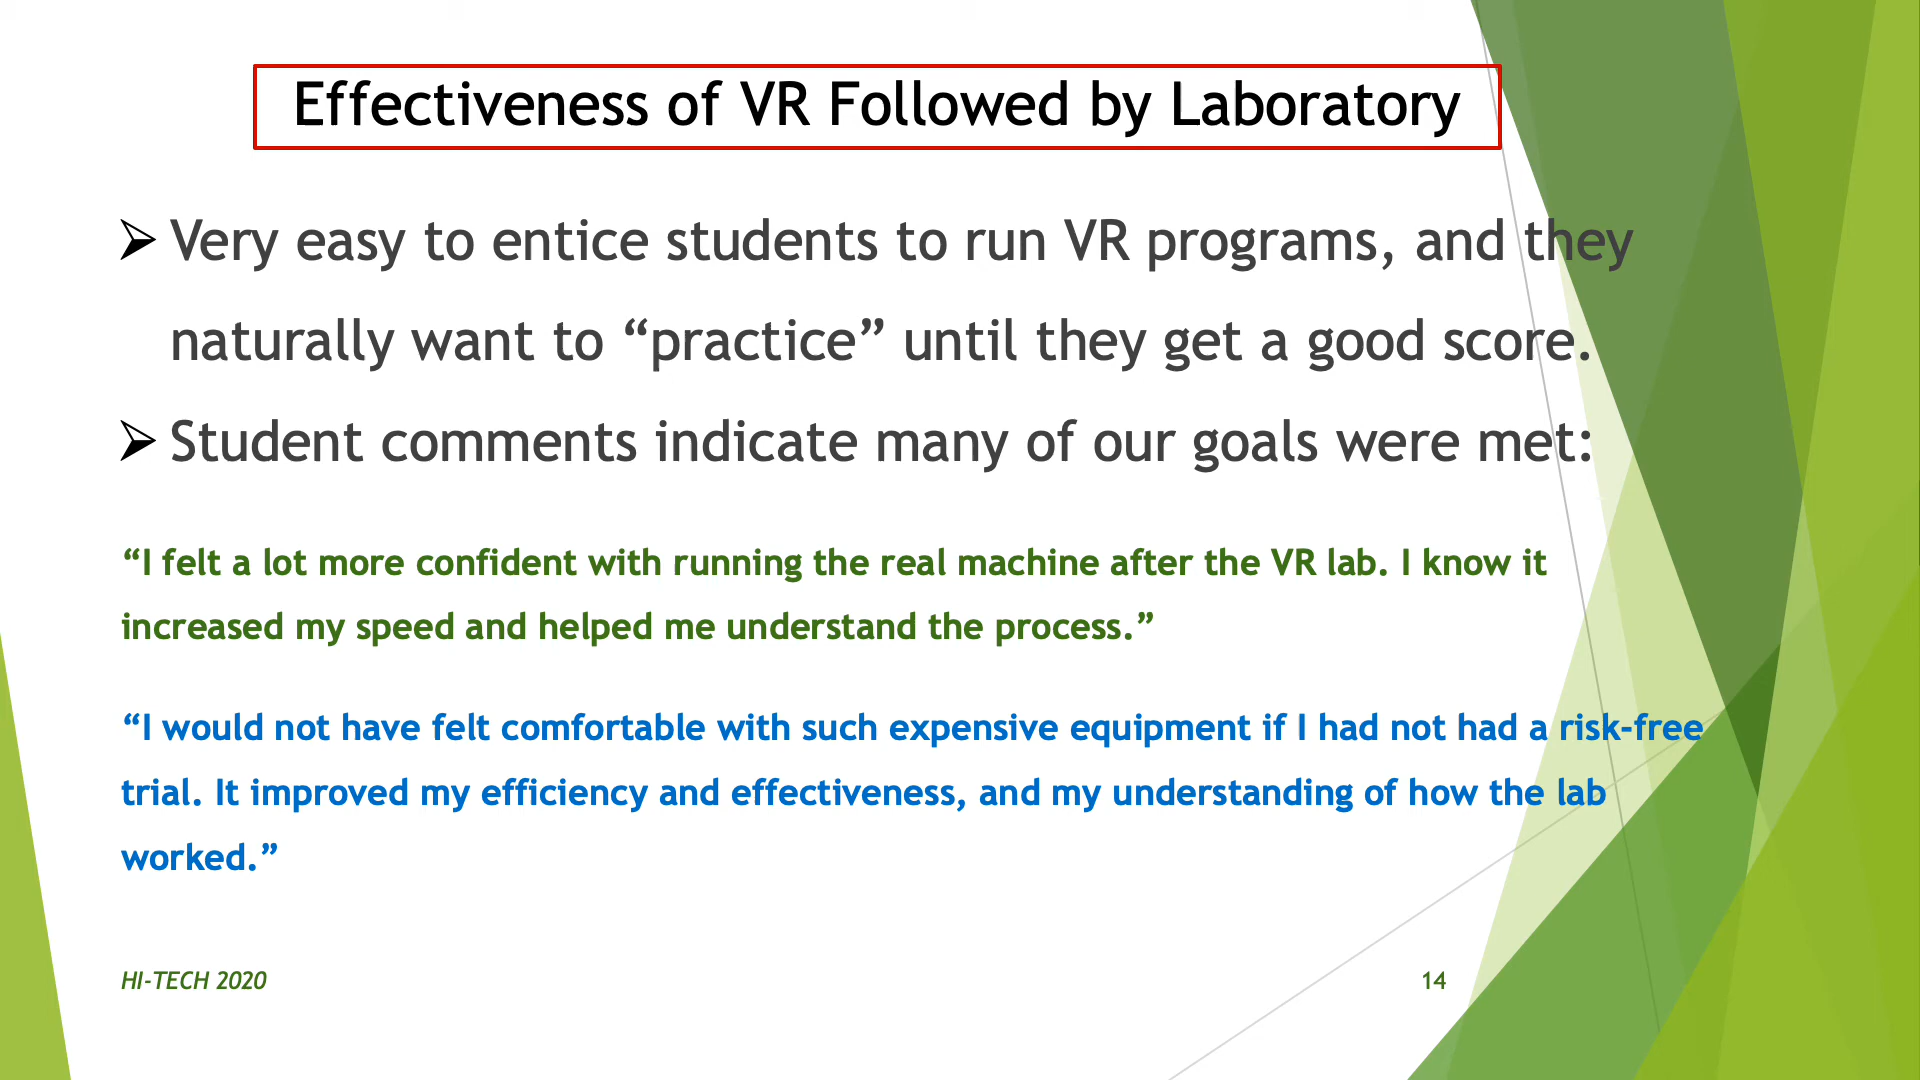 Effectiveness of VR Followed by Laboratory
Very easy to entice students to run VR programs, and they
naturally want to “practice” until they get a good score.
Student comments indicate many of our goals were met:
“I felt a lot more confident with running the real machine after the VR lab. I know it
increased my speed and helped me understand the process.”
“I would not have felt comfortable with such expensive equipment if I had not had a risk-free
trial. It improved my efficiency and effectiveness, and my understanding of how the lab
worked.”
HI-TECH 2020
14